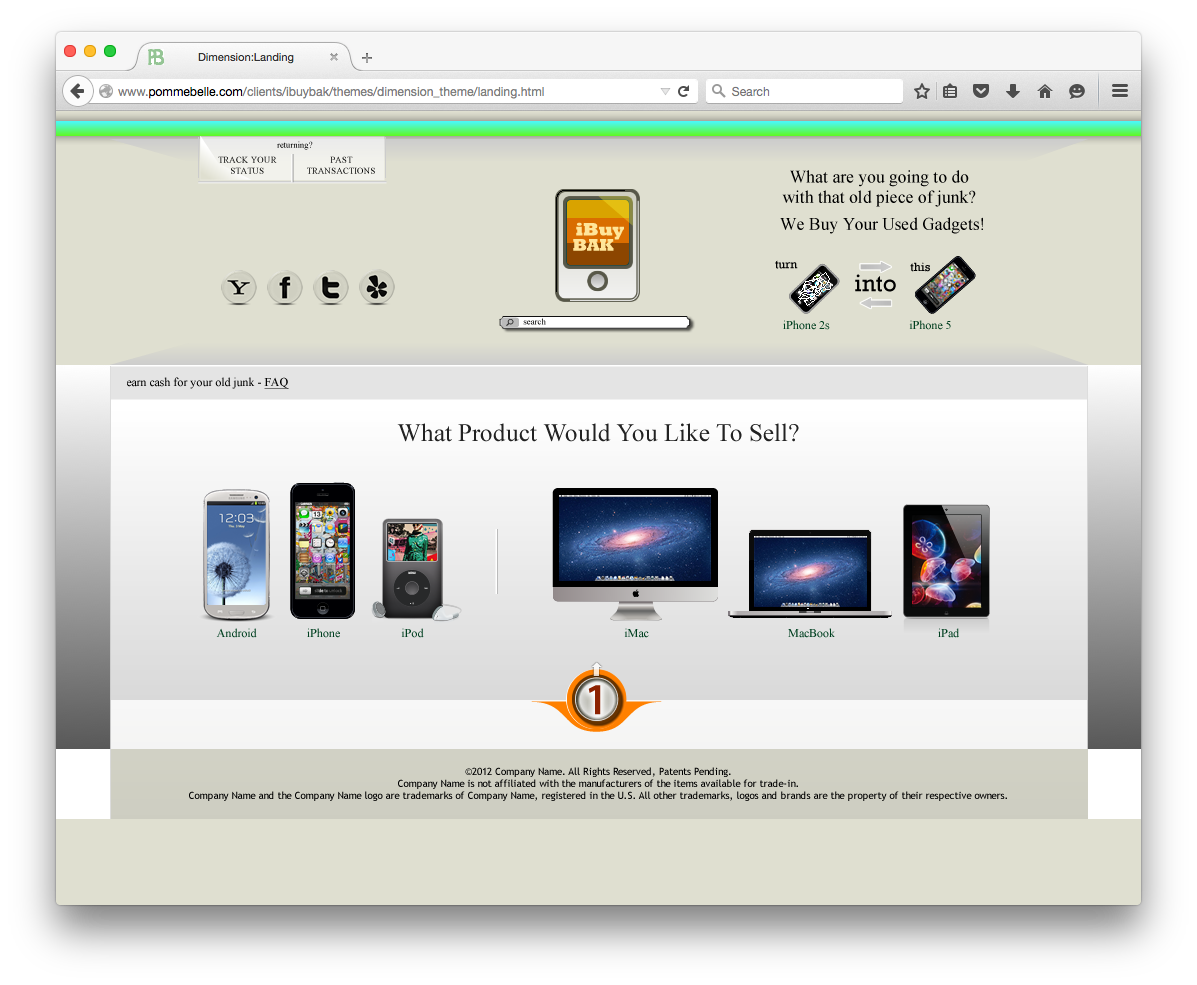 Dimension:Landing
www.pommebelle.com/clients/ibuybak/themes/dimension_theme/landing.html
Search
returning?
TRACK YOUR
STATUS
PAST
TRANSACTIONS
What are you going to do
with that old piece of junk?
We Buy Your Used Gadgets!
iBuy
BAK
turn
into
this
iPhone 2s
iPhone 5
search
earn cash for your old junk - FAQ
What Product Would You Like To Sell?
12:03
Android
iPhone
iPod
iMac
MacBook
iPad
1
©2012 Company Name. All Rights Reserved, Patents Pending.
Company Name is not affiliated with the manufacturers of the items available for trade-in.
Company Name and the Company Name logo are trademarks of Company Name, registered in the U.S. All other trademarks, logos and brands are the property of their respective owners.